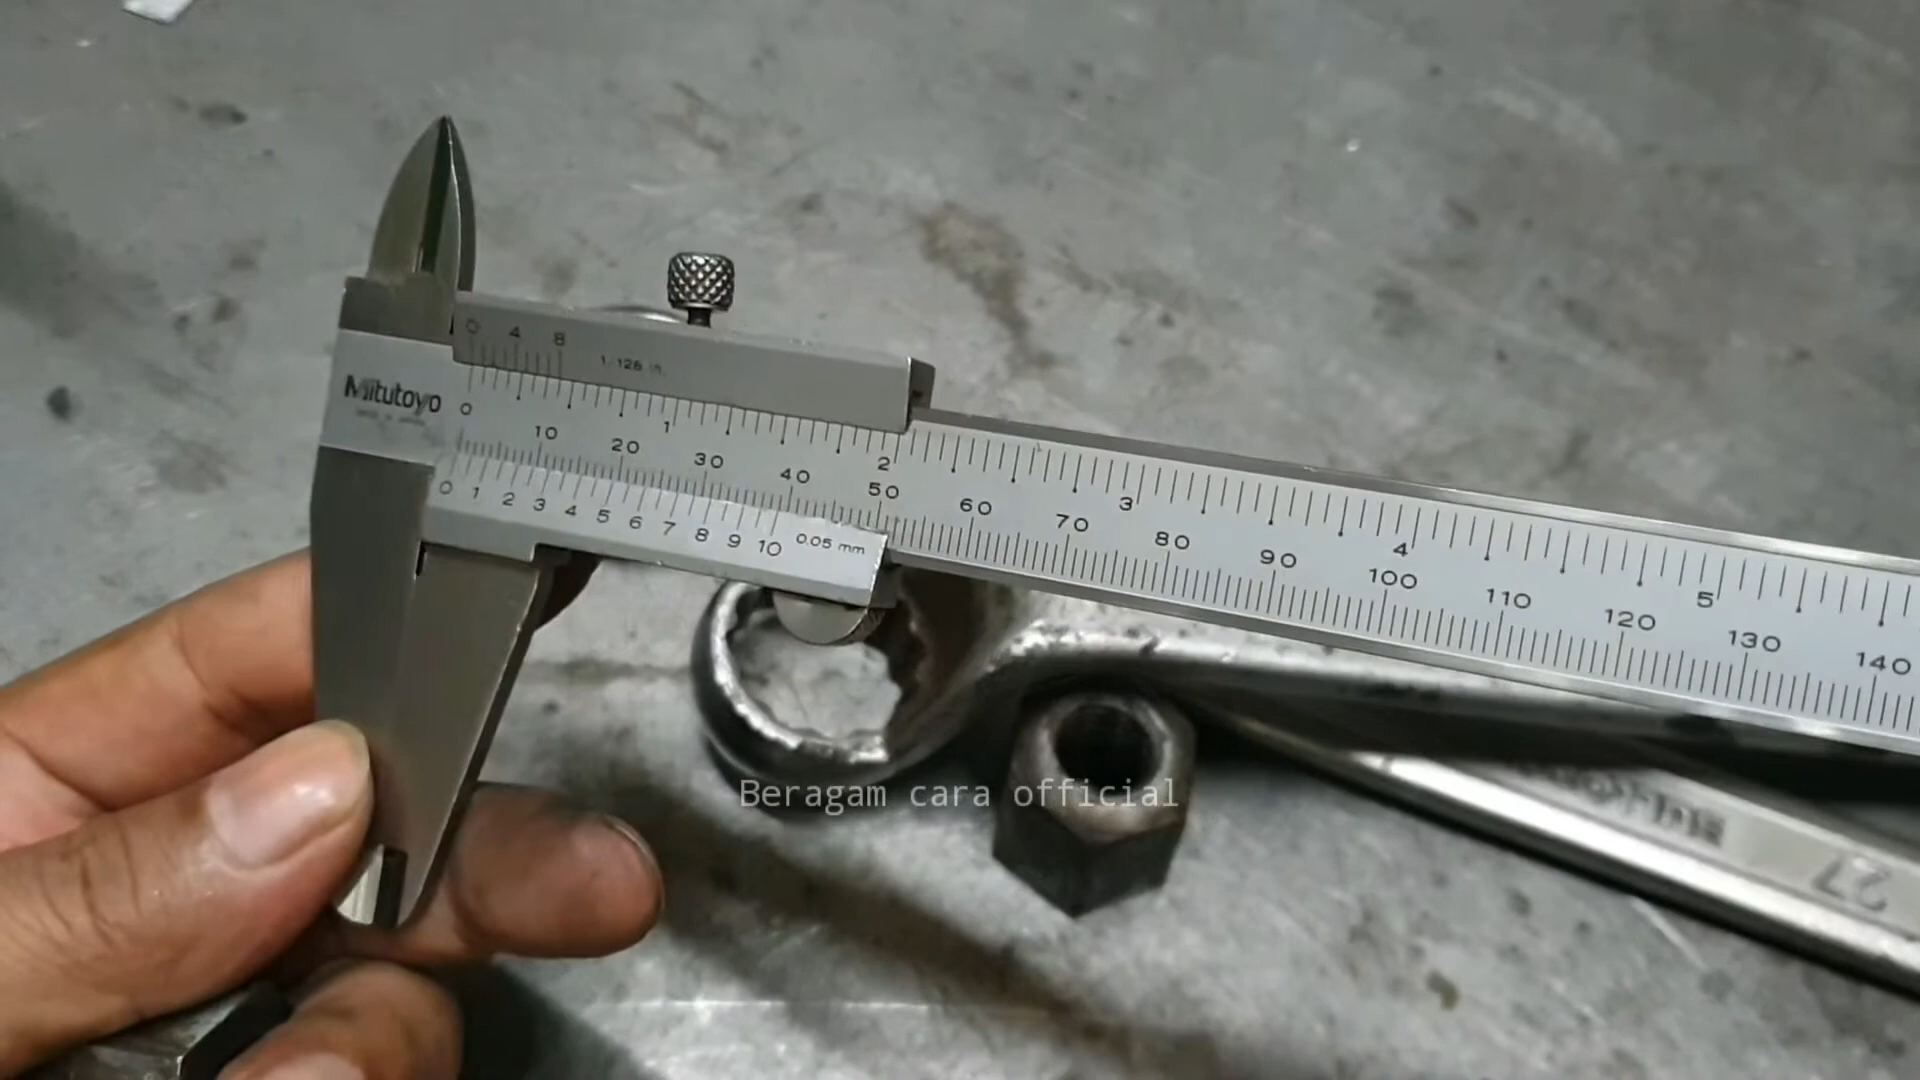 0 4 8 1/128 in.
Mitutoyo
0 1 2 3 4 5
10 20 30 40 50 60 70 80 90 100 110 120 130 140
0 1 2 3 4 5 6 7 8 9 10 0.05 mm
Beragam cara official
27